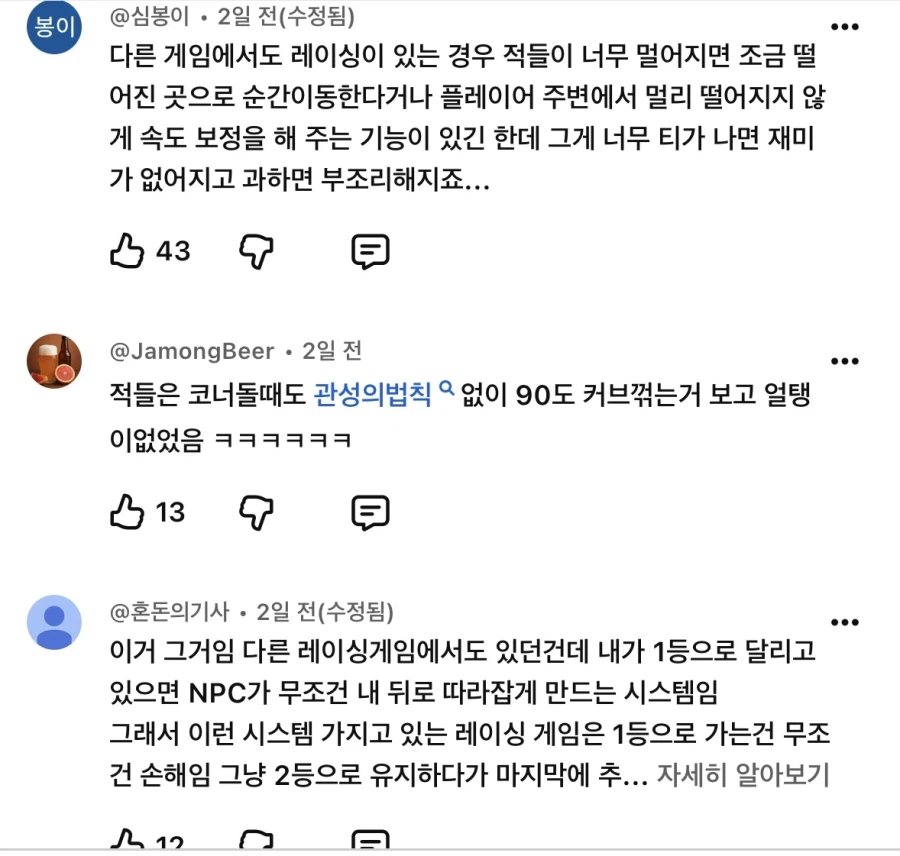 봉이
@심봉이 • 2일 전(수정됨)
다른 게임에서도 레이싱이 있는 경우 적들이 너무 멀어지면 조금 떨
어진 곳으로 순간이동한다거나 플레이어 주변에서 멀리 떨어지지 않
게 속도 보정을 해 주는 기능이 있긴 한데 그게 너무 티가 나면 재미
가 없어지고 과하면 부조리해지죠...
43
@JamongBeer • 2일 전
적들은 코너돌때도 관성의법칙 없이 90도 커브꺾는거 보고 얼탱
이없었음 ㅋㅋㅋㅋㅋㅋ
13
@혼돈의기사 • 2일 전(수정됨)
이거 그거임 다른 레이싱게임에서도 있던건데 내가 1등으로 달리고
있으면 NPC가 무조건 내 뒤로 따라잡게 만드는 시스템임
그래서 이런 시스템 가지고 있는 레이싱 게임은 1등으로 가는건 무조
건 손해임 그냥 2등으로 유지하다가 마지막에 추... 자세히 알아보기
12